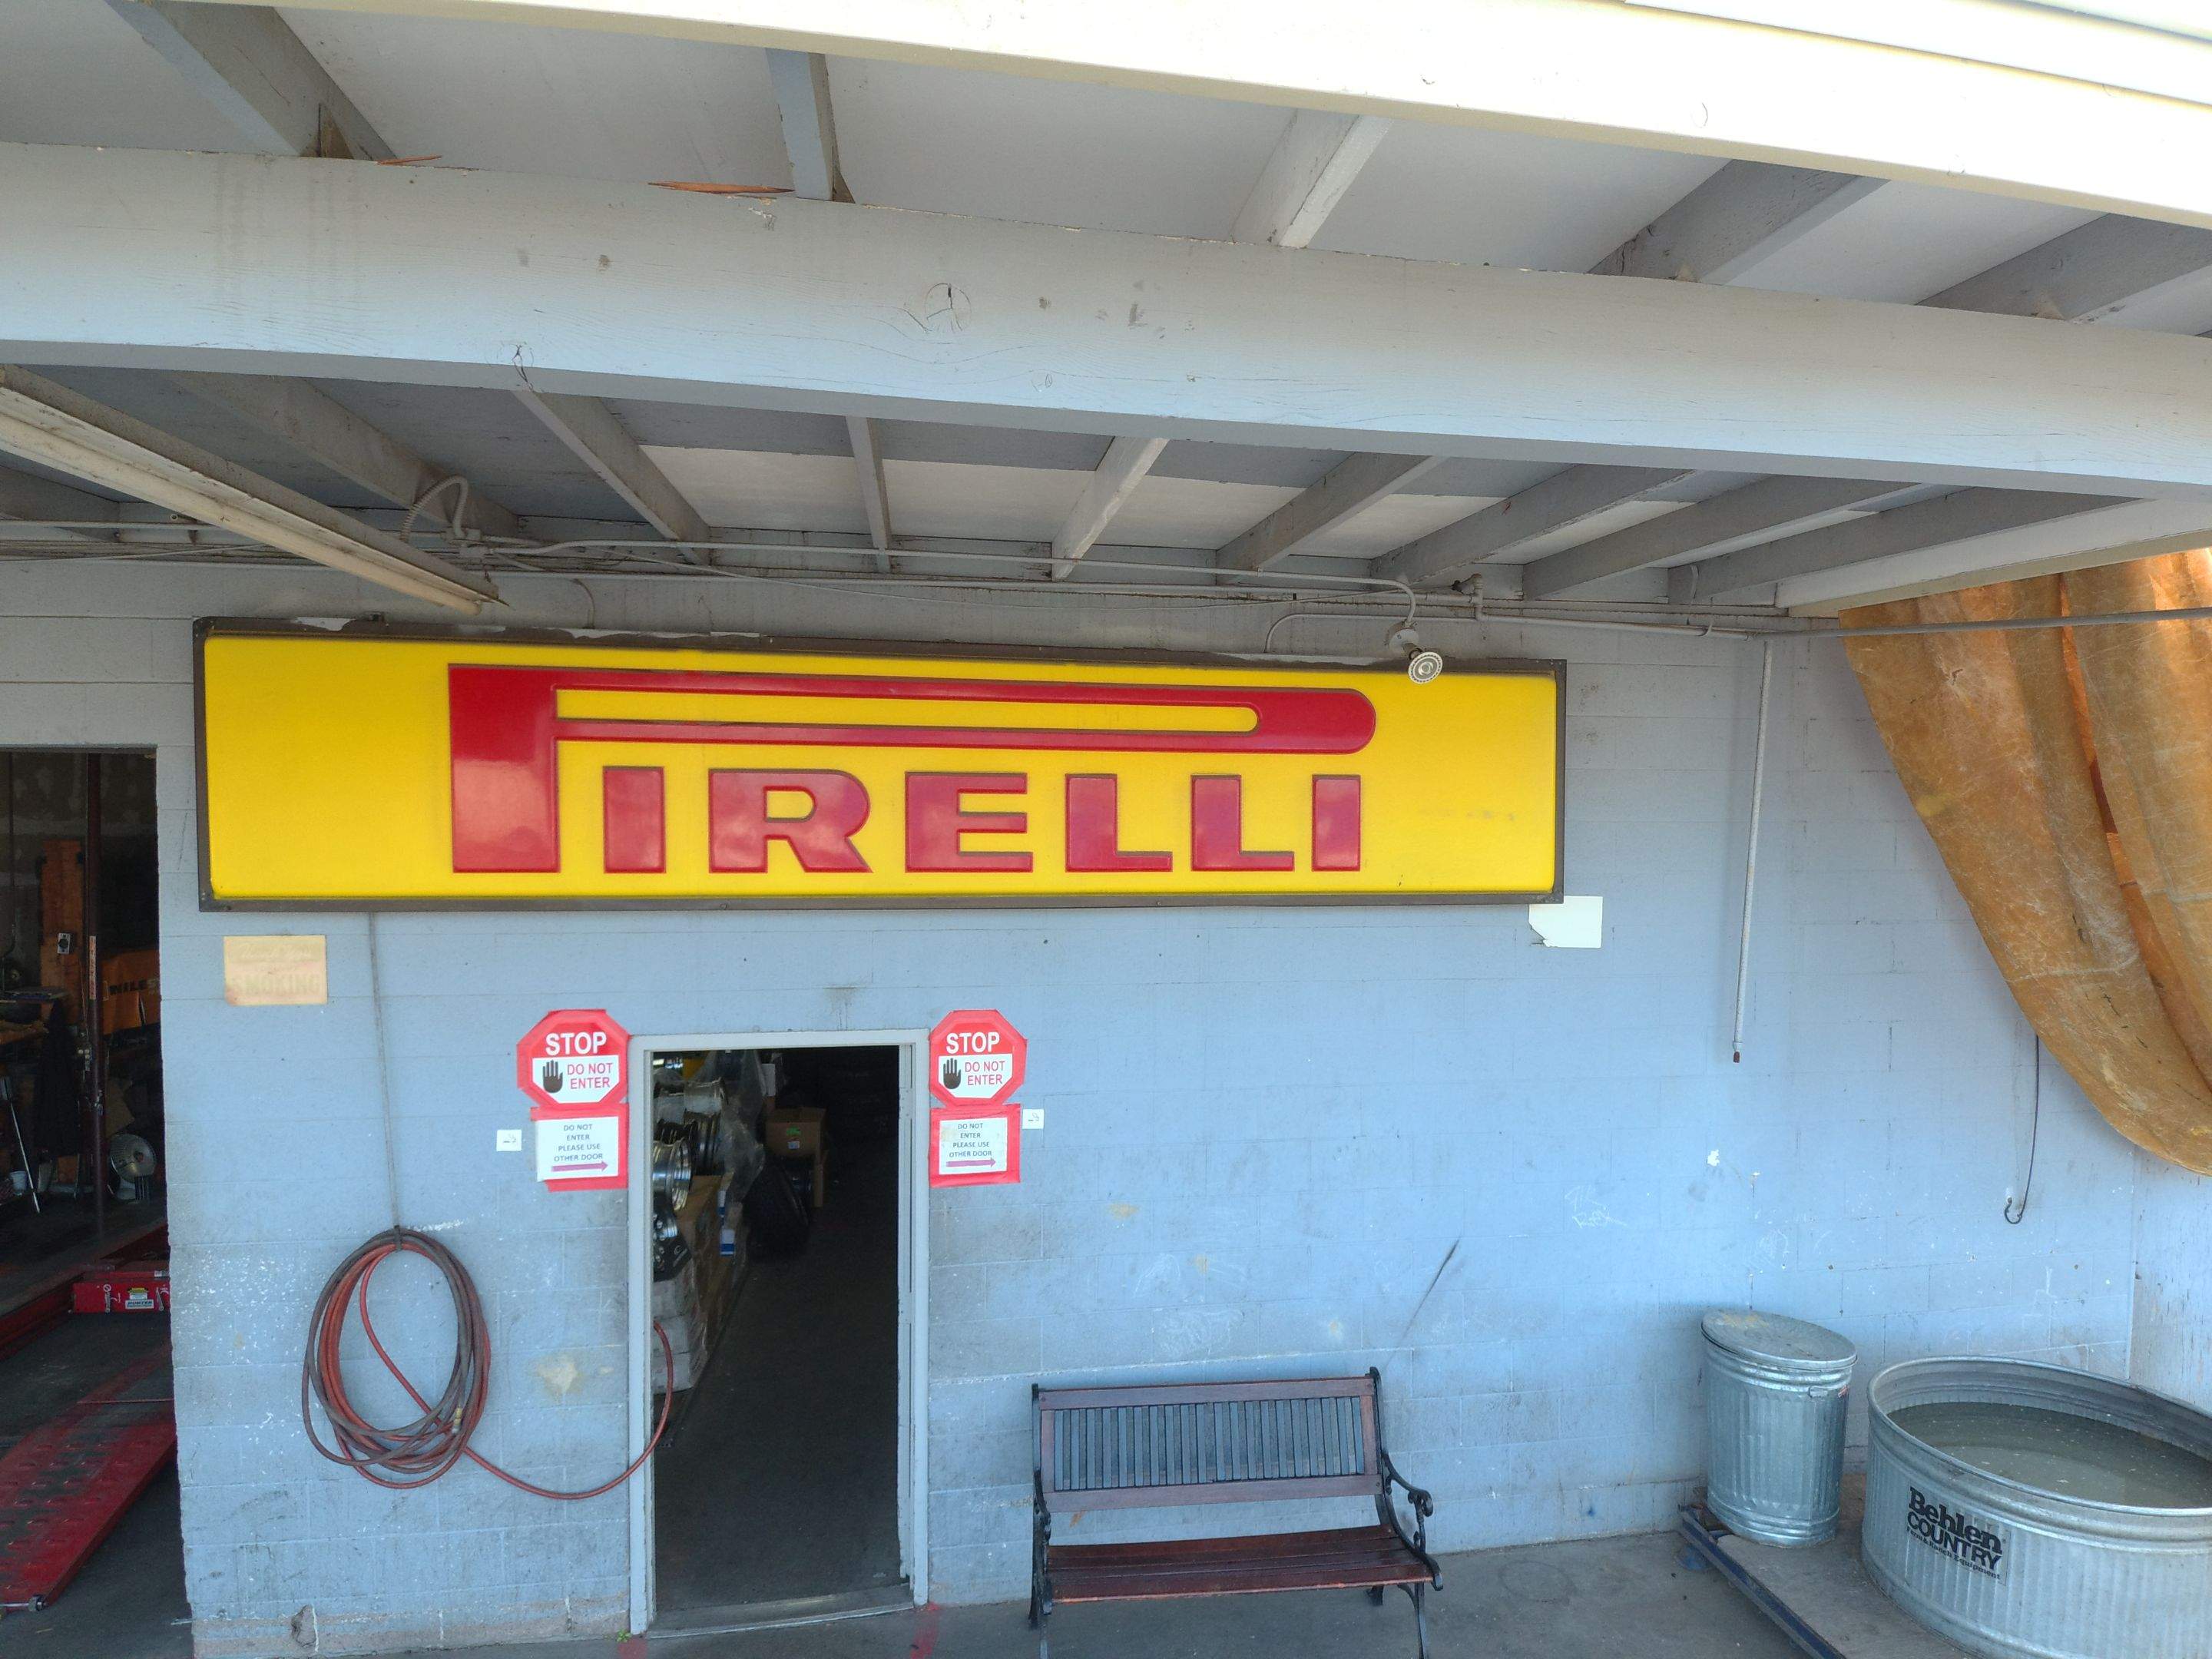 PIRELLI
SMOKING
STOP
DO NOT
ENTER
DO NOT
ENTER
PLEASE USE
OTHER DOOR
STOP
DO NOT
ENTER
DO NOT
ENTER
PLEASE USE
OTHER DOOR
Behlen
COUNTRY